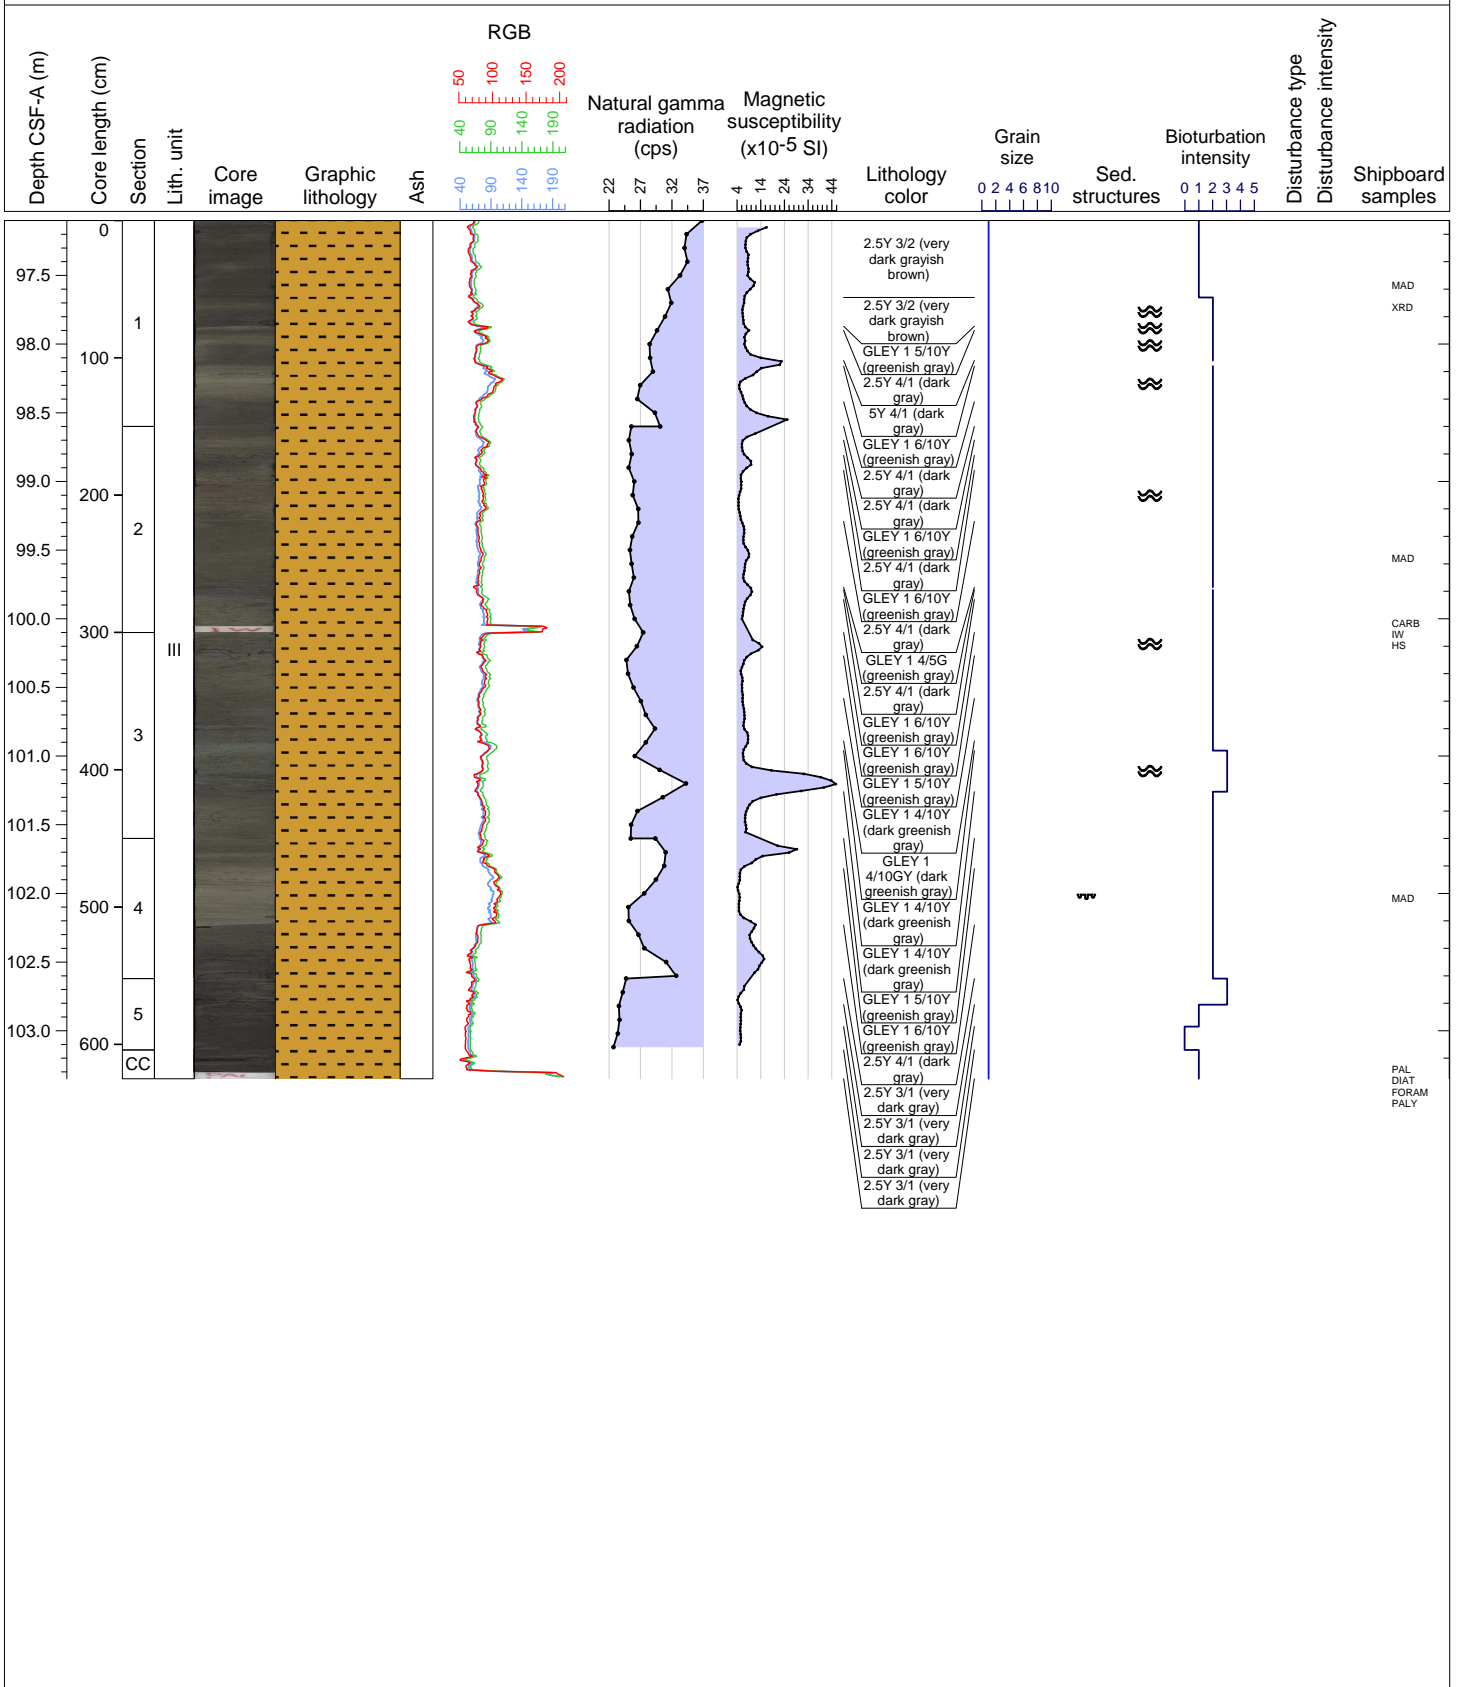 RGB
Depth CSF-A (m)
Core length (cm)
Section
Lith. unit
Core
image
Graphic
lithology
Ash
50 100 150 200
40 90 140 190
40 90 140 190
Natural gamma
radiation
(cps)
22 27 32 37
Magnetic
susceptibility
(x10-5 SI)
4 14 24 34 44
Lithology
color
Grain
size
0 2 4 6 8 10
Sed.
structures
Bioturbation
intensity
0 1 2 3 4 5
Disturbance type
Disturbance intensity
Shipboard
samples
97.5
98.0
98.5
99.0
99.5
100.0
100.5
101.0
101.5
102.0
102.5
103.0
0
100
200
300
400
500
600
1
2
3
4
5
CC
III
IW
PAL
2.5Y 3/2 (very
dark grayish
brown)
2.5Y 3/2 (very
dark grayish
brown)
GLEY 1 5/10Y
(greenish gray)
2.5Y 4/1 (dark
gray)
5Y 4/1 (dark
gray)
GLEY 1 6/10Y
(greenish gray)
2.5Y 4/1 (dark
gray)
2.5Y 4/1 (dark
gray)
GLEY 1 6/10Y
(greenish gray)
2.5Y 4/1 (dark
gray)
GLEY 1 6/10Y
(greenish gray)
2.5Y 4/1 (dark
gray)
GLEY 1 4/5G
(greenish gray)
2.5Y 4/1 (dark
gray)
GLEY 1 6/10Y
(greenish gray)
GLEY 1 6/10Y
(greenish gray)
GLEY 1 5/10Y
(greenish gray)
GLEY 1 4/10Y
(dark greenish
gray)
GLEY 1
4/10GY (dark
greenish gray)
GLEY 1 4/10Y
(dark greenish
gray)
GLEY 1 4/10Y
(dark greenish
gray)
GLEY 1 5/10Y
(greenish gray)
GLEY 1 6/10Y
(greenish gray)
2.5Y 4/1 (dark
gray)
2.5Y 3/1 (very
dark gray)
2.5Y 3/1 (very
dark gray)
2.5Y 3/1 (very
dark gray)
2.5Y 3/1 (very
dark gray)
MAD
XRD
MAD
CARB
IW
HS
MAD
PAL
DIAT
FORAM
PALY